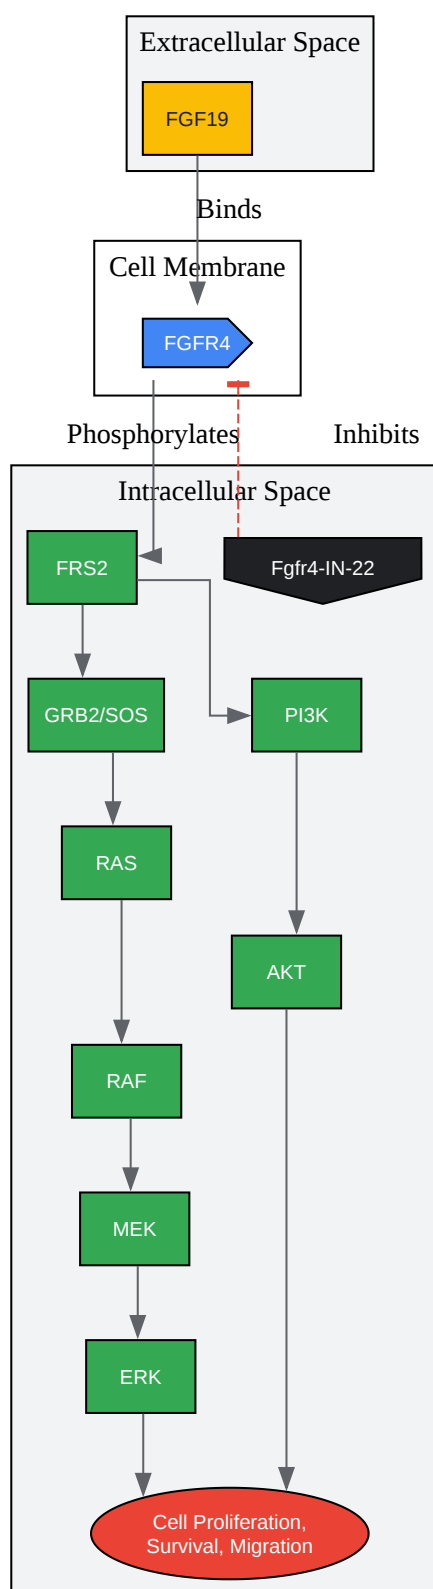 Extracellular Space
FGF19
Binds
Cell Membrane
FGFR4
Phosphorylates
Inhibits
Intracellular Space
FRS2
Fgfr4-IN-22
GRB2/SOS
PI3K
RAS
AKT
RAF
MEK
ERK
Cell Proliferation,
Survival, Migration